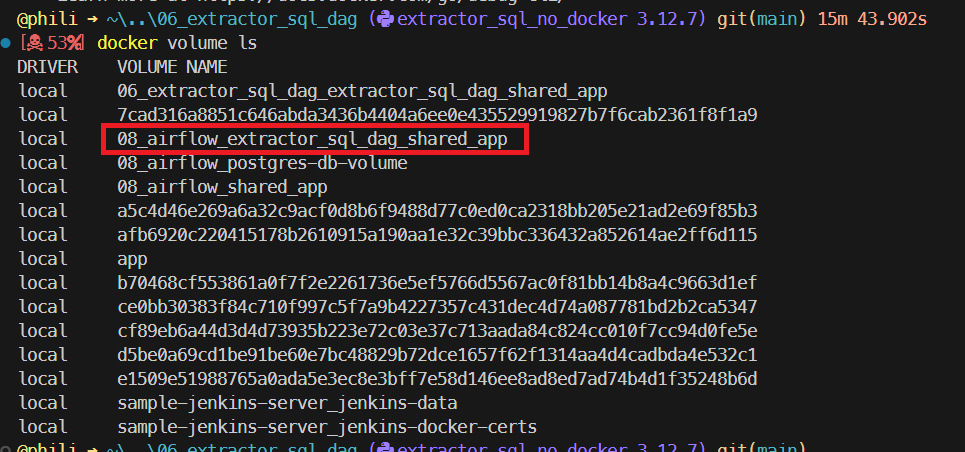 @phili → ~\..\06_extractor_sql_dag (extractor_sql_no_docker 3.12.7) git(main) 15m 43.902s
[53%] docker volume ls
DRIVER VOLUME NAME
local 06_extractor_sql_dag_extractor_sql_dag_shared_app
local 7cad316a8851c646abda3436b4404a6ee0e435529919827b7f6cab2361f8f1a9
local 08_airflow_extractor_sql_dag_shared_app
local 08_airflow_postgres-db-volume
local 08_airflow_shared_app
local a5c4d46e269a6a32c9acf0d8b6f9488d77c0ed0ca2318bb205e21ad2e69f85b3
local afb6920c220415178b2610915a190aa1e32c39bbc336432a852614ae2ff6d115
local app
local b70468cf553861a0f7f2e2261736e5ef5766d5567ac0f81bb14b8a4c9663d1ef
local ce0bb30383f84c710f997c5f7a9b4227357c431dec4d74a087781bd2b2ca5347
local cf89eb6a44d3d4d73935b223e72c03e37c713aada84c824cc010f7cc94d0fe5e
local d5be0a69cd1be91be60e7bc48829b72dce1657f62f1314aa4d4cadbda4e532c1
local e1509e51988765a0ada5e3ec8e3bff7e58d146ee8ad8ed7ad74b4d1f35248b6d
local sample-jenkins-server_jenkins-data
local sample-jenkins-server_jenkins-docker-certs
@phili → ~\..\06_extractor_sql_dag (extractor_sql_no_docker 3.12.7) git(main)